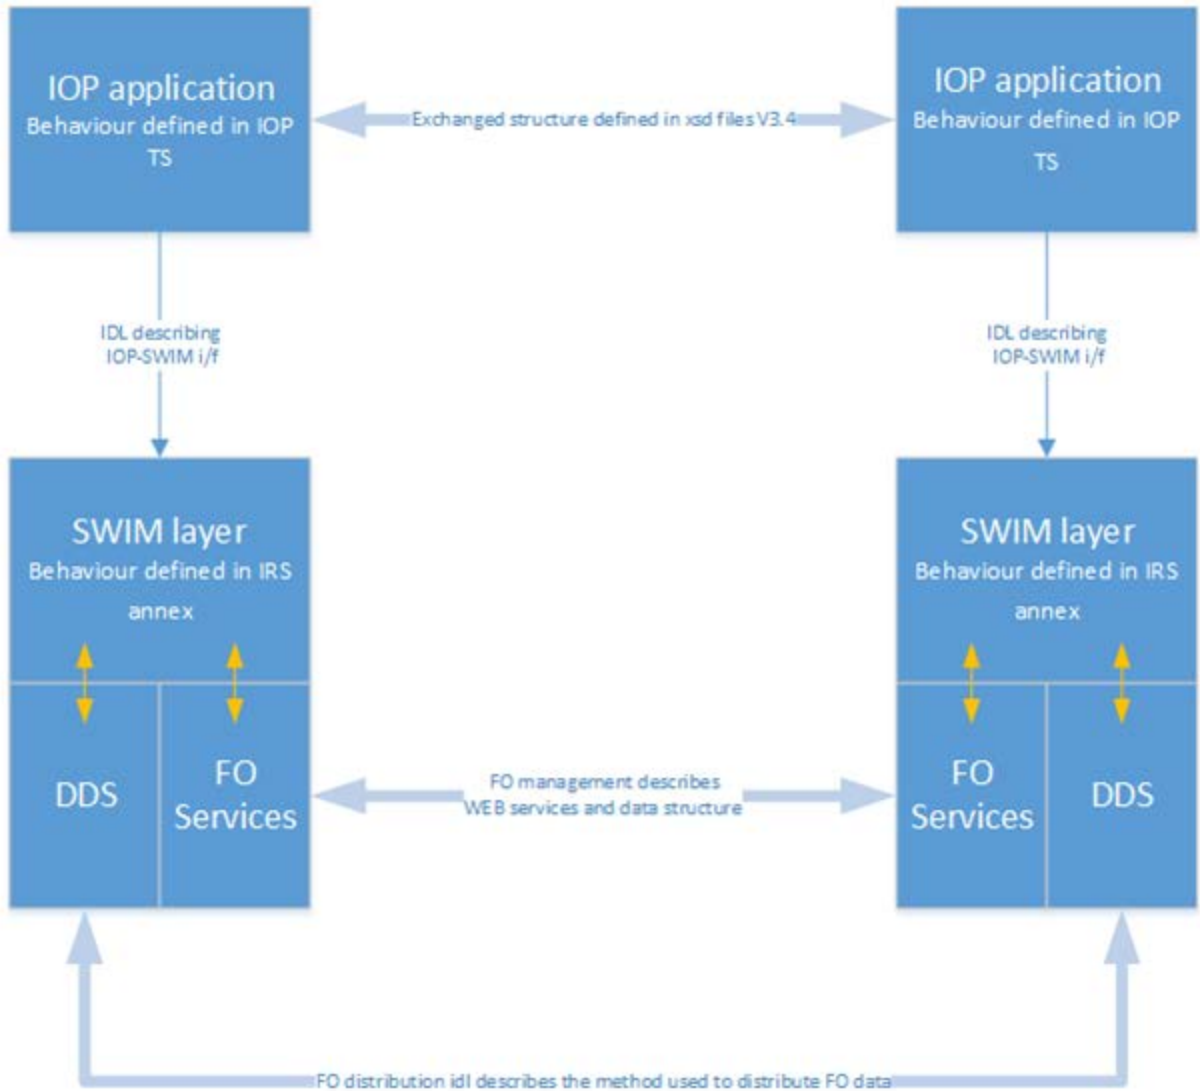 IOP application
Behaviour defined in IOP
TS
Exchanged structure defined in xsd files V3.4
IOP application
Behaviour defined in IOP
TS
IDL describing
IOP-SWIM i/f
IDL describing
IOP-SWIM i/f
SWIM layer
Behaviour defined in IRS
annex
SWIM layer
Behaviour defined in IRS
annex
DDS
FO
Services
FO management describes
WEB services and data structure
FO
Services
DDS
FO distribution idl describes the method used to distribute FO data